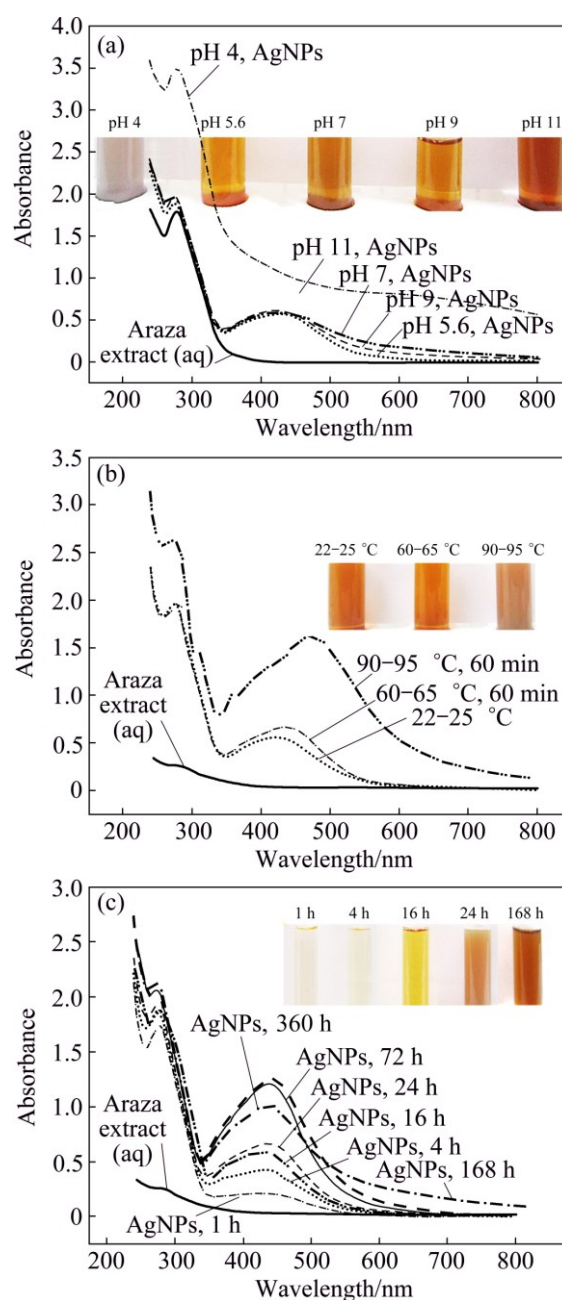 (a)
4.0
3.5
3.0
2.5
2.0
1.5
1.0
0.5
0
Absorbance
pH 4, AgNPs
pH 4
pH 5.6
pH 7
pH 9
pH 11
pH 11, AgNPs
pH 7, AgNPs
pH 9, AgNPs
pH 5.6, AgNPs
Araza
extract (aq)
200 300 400 500 600 700 800
Wavelength/nm
(b)
3.5
3.0
2.5
2.0
1.5
1.0
0.5
0
Absorbance
22−25 °C
60−65 °C
90−95 °C
90−95 °C, 60 min
60−65 °C, 60 min
22−25 °C
Araza
extract
(aq)
200 300 400 500 600 700 800
Wavelength/nm
(c)
3.0
2.5
2.0
1.5
1.0
0.5
0
Absorbance
1 h
4 h
16 h
24 h
168 h
AgNPs, 360 h
AgNPs, 72 h
AgNPs, 24 h
AgNPs, 16 h
AgNPs, 4 h
AgNPs, 168 h
AgNPs, 1 h
Araza
extract
(aq)
200 300 400 500 600 700 800
Wavelength/nm